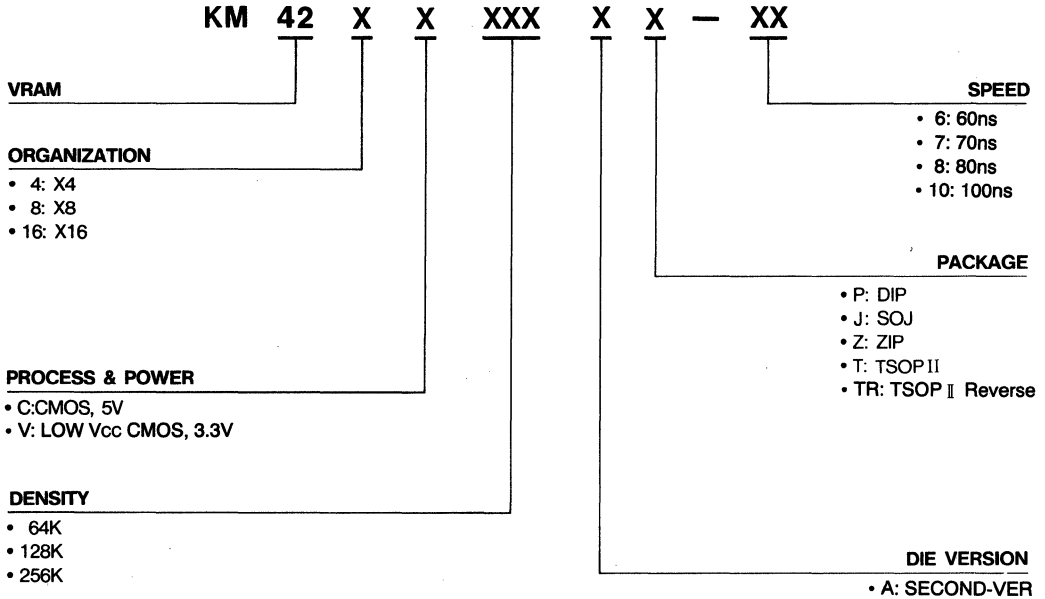 KM 42 X X XXX X X — XX
VRAM
ORGANIZATION
• 4: X4
• 8: X8
• 16: X16
PROCESS & POWER
• C:CMOS, 5V
• V: LOW Vcc CMOS, 3.3V
DENSITY
• 64K
• 128K
• 256K
SPEED
• 6: 60ns
• 7: 70ns
• 8: 80ns
• 10: 100ns
PACKAGE
• P: DIP
• J: SOJ
• Z: ZIP
• T: TSOP II
• TR: TSOP II Reverse
DIE VERSION
• A: SECOND-VER